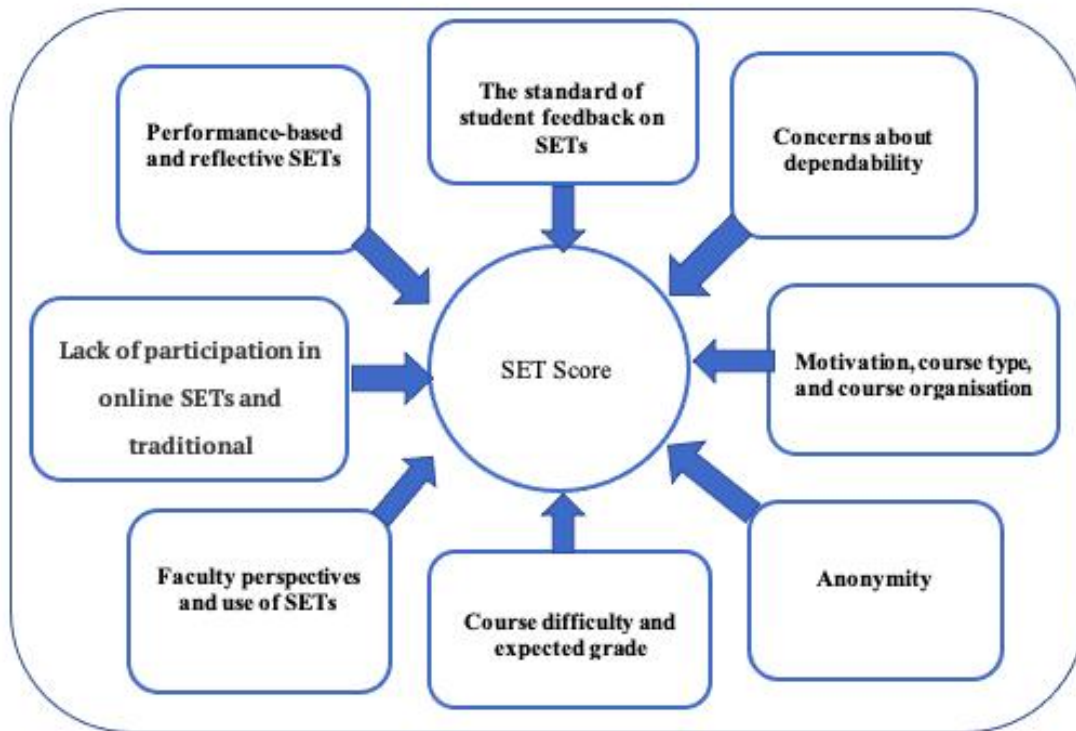 The standard of
student feedback on
SETs
Performance-based
and reflective SETs
Concerns about
dependability
Lack of participation in
online SETs and
traditional
SET Score
Motivation, course type,
and course organisation
Faculty perspectives
and use of SETs
Course difficulty and
expected grade
Anonymity